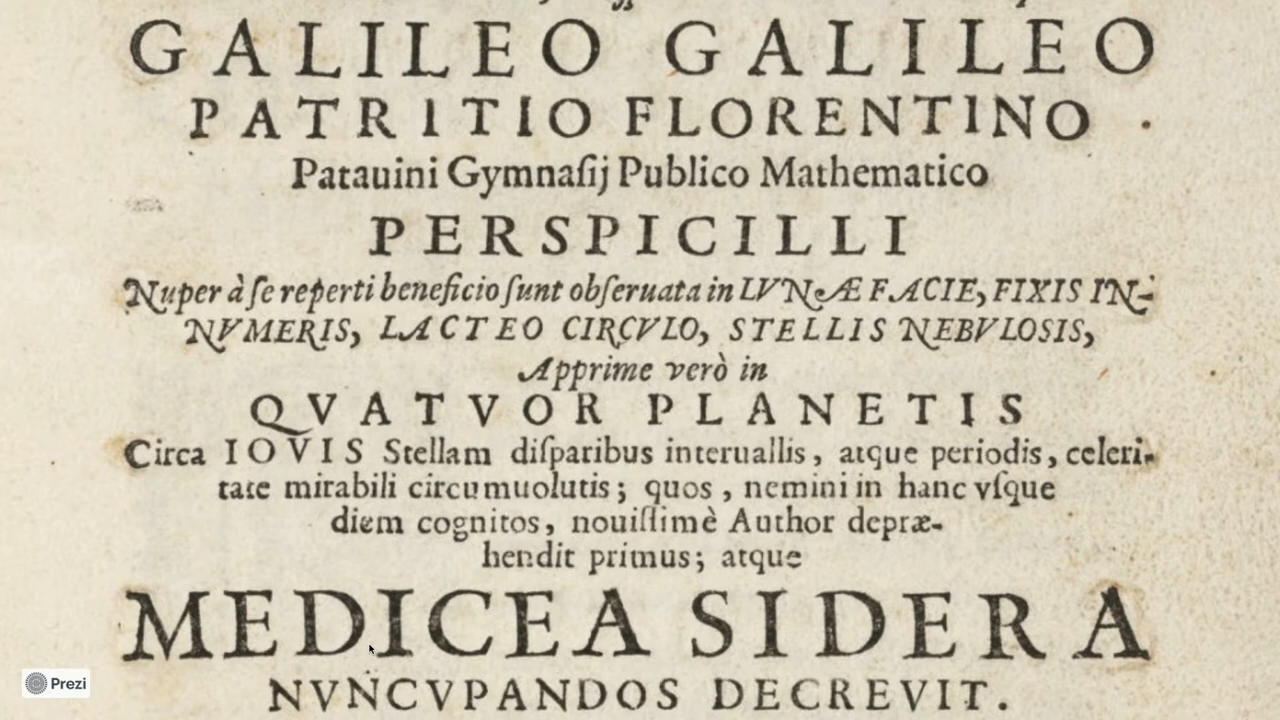 GALILEO GALILEO
PATRITIO FLORENTINO
Patauini Gymnaſij Publico Mathematico
PERSPICILLI
Nuper à ſe reperti beneficio ſunt obſeruata in LVNÆ FACIE, FIXIS IN-
NVMERIS, LACTEO CIRCVLO, STELLIS NEBVLOSIS,
Apprime verò in
QVATVOR PLANETIS
Circa IOVIS Stellam diſparibus interuallis, atque periodis, celeri-
tate mirabili circumuolutis; quos, nemini in hanc vſque
diem cognitos, nouiſſimè Author depræ-
hendit primus; atque
MEDICEA SIDERA
NVNCVPANDOS DECREVIT.
Prezi